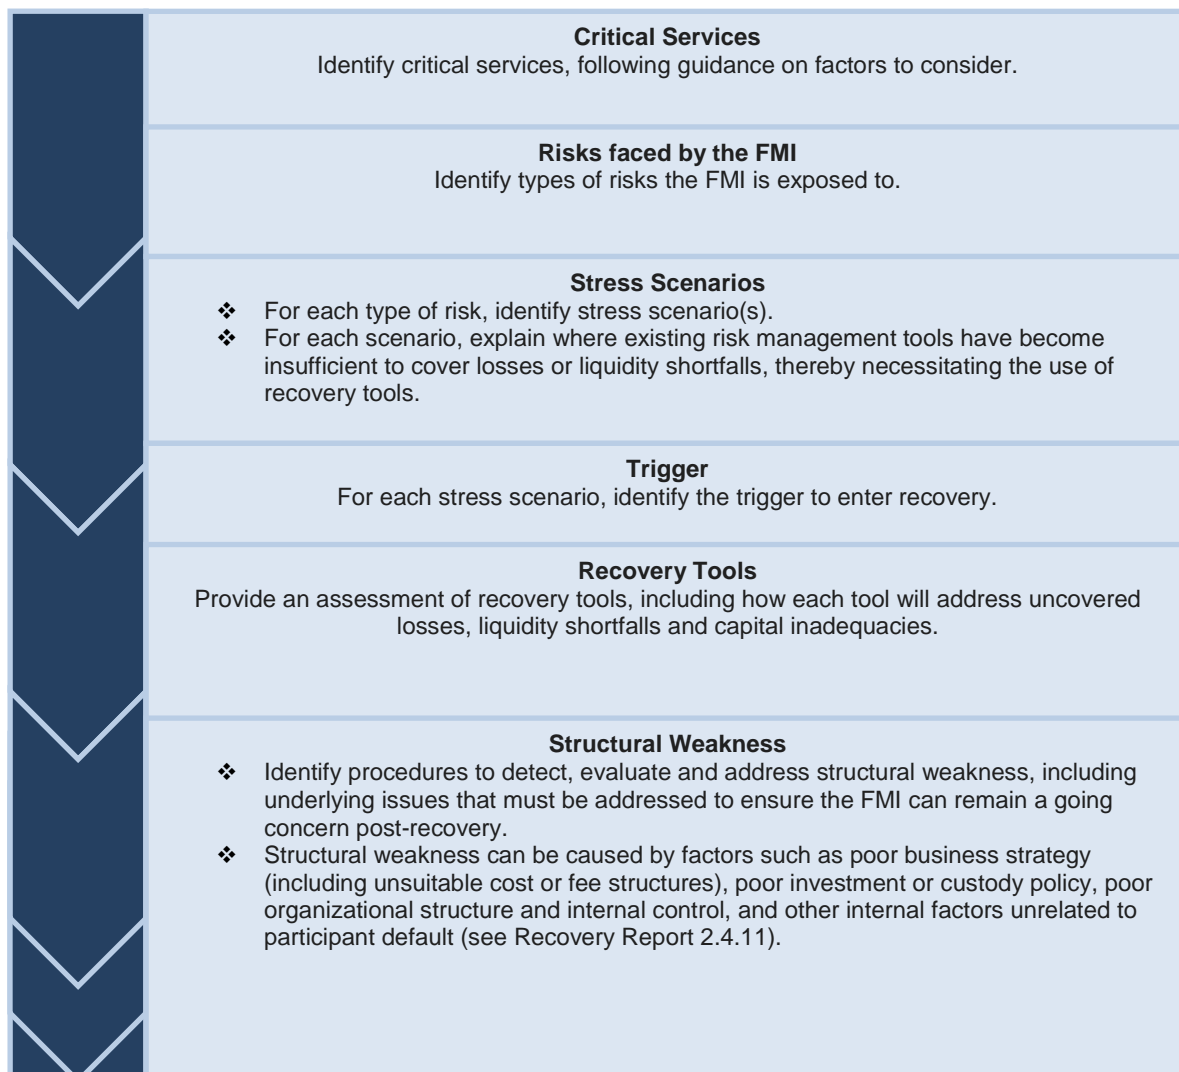 Critical Services
Identify critical services, following guidance on factors to consider.
Risks faced by the FMI
Identify types of risks the FMI is exposed to.
Stress Scenarios
❖ For each type of risk, identify stress scenario(s).
❖ For each scenario, explain where existing risk management tools have become
insufficient to cover losses or liquidity shortfalls, thereby necessitating the use of
recovery tools.
Trigger
For each stress scenario, identify the trigger to enter recovery.
Recovery Tools
Provide an assessment of recovery tools, including how each tool will address uncovered
losses, liquidity shortfalls and capital inadequacies.
Structural Weakness
❖ Identify procedures to detect, evaluate and address structural weakness, including
underlying issues that must be addressed to ensure the FMI can remain a going
concern post-recovery.
❖ Structural weakness can be caused by factors such as poor business strategy
(including unsuitable cost or fee structures), poor investment or custody policy, poor
organizational structure and internal control, and other internal factors unrelated to
participant default (see Recovery Report 2.4.11).